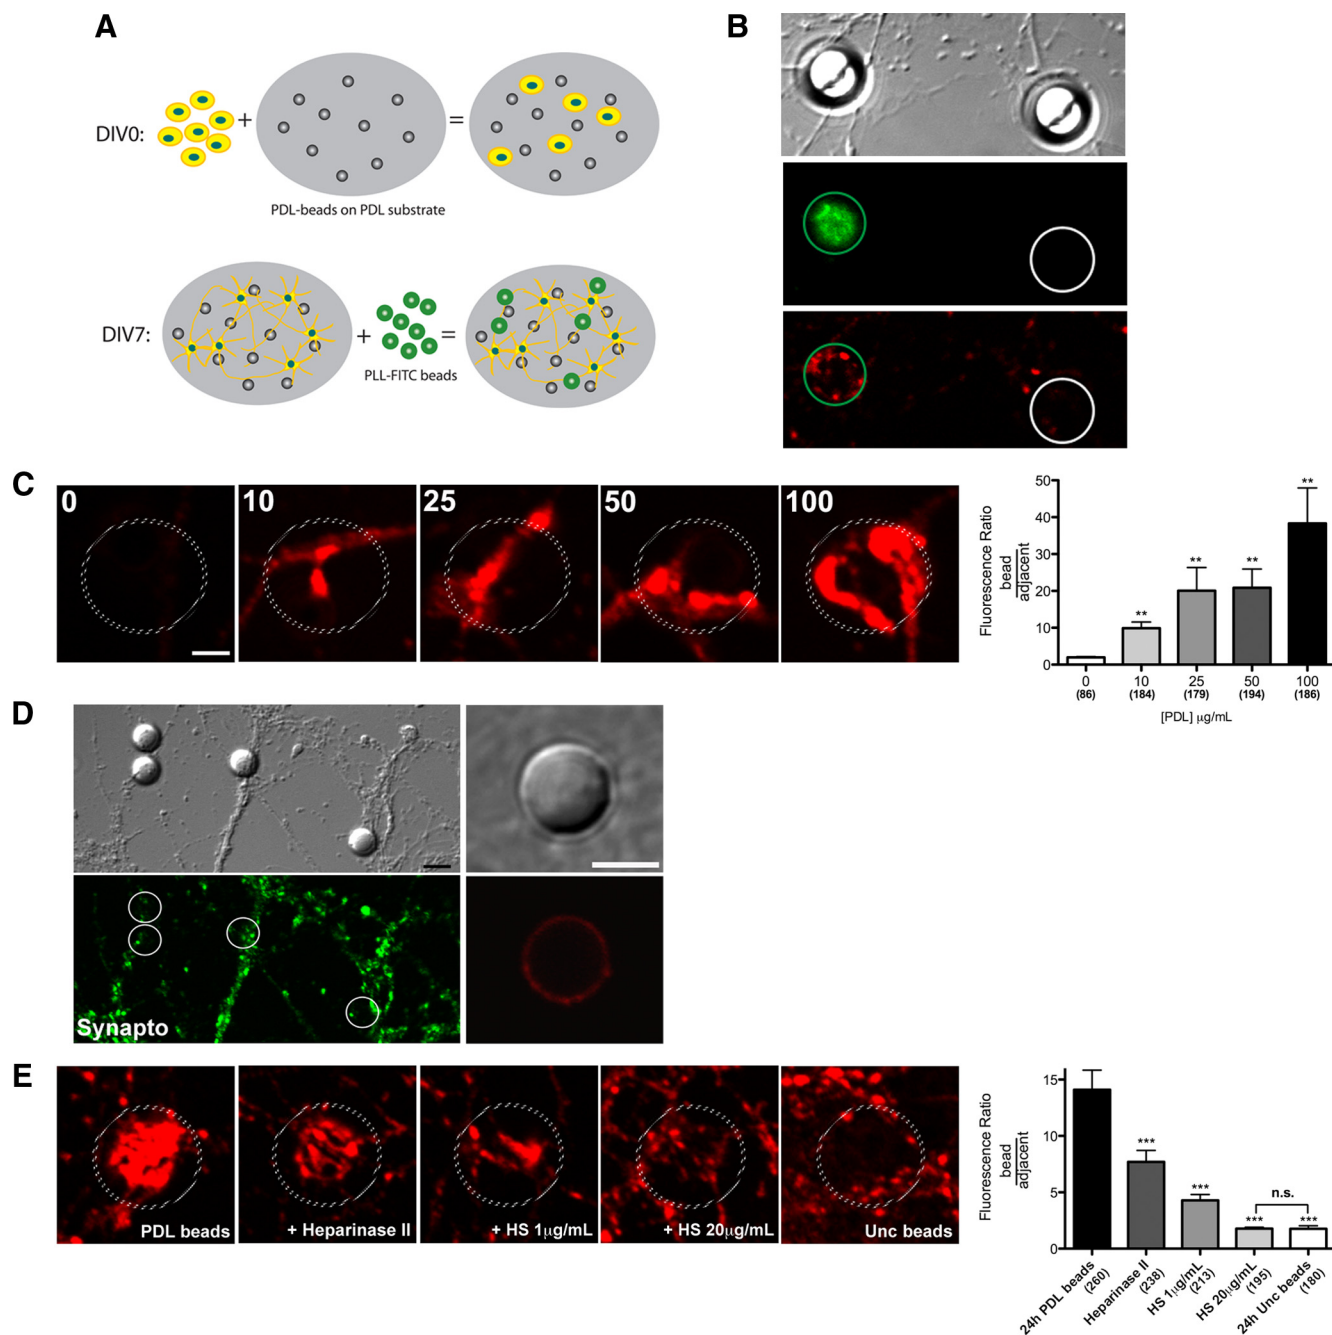 A
DIV0:
+
=
PDL-beads on PDL substrate
DIV7:
+
=
PLL-FITC beads
B
C
0
10
25
50
100
Fluorescence Ratio
bead
adjacent
50
40
30
20
10
0
**
**
**
**
0
10
25
50
100
(86)
(184)
(179)
(194)
(186)
[PDL] μg/mL
D
Synapto
E
PDL beads
+ Heparinase II
+ HS 1μg/mL
+ HS 20μg/mL
Unc beads
Fluorescence Ratio
bead
adjacent
15
10
5
0
***
***
***
n.s.
***
24h PDL beads
(260)
Heparinase II
(238)
HS 1μg/mL
(213)
HS 20μg/mL
(195)
24h Unc beads
(180)